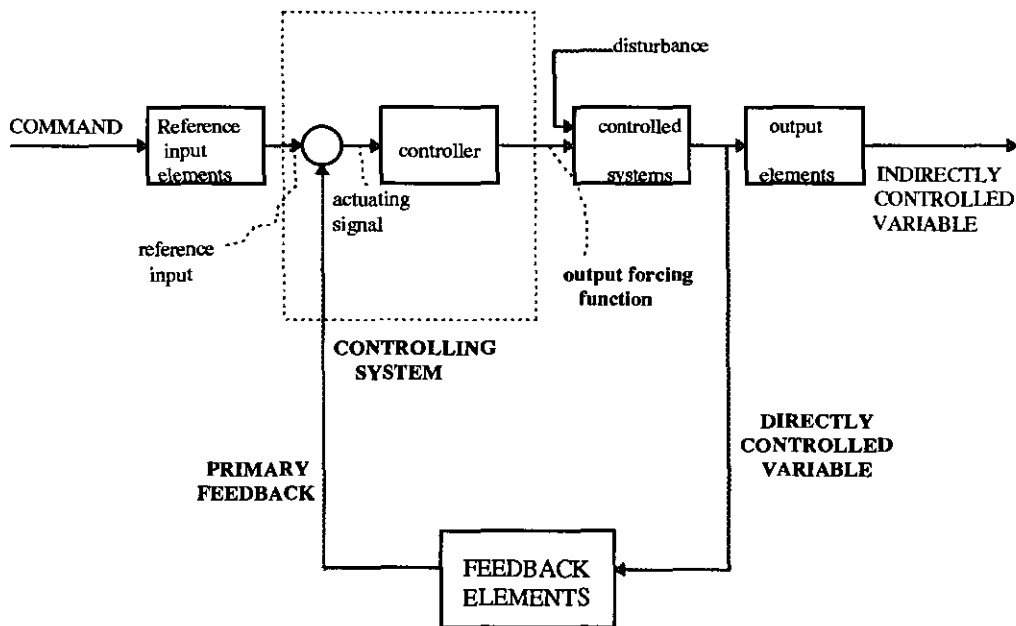 disturbance
COMMAND
Reference
input
elements
controller
controlled
systems
output
elements
INDIRECTLY
CONTROLLED
VARIABLE
actuating
signal
reference
input
output forcing
function
CONTROLLING
SYSTEM
DIRECTLY
CONTROLLED
VARIABLE
PRIMARY
FEEDBACK
FEEDBACK
ELEMENTS